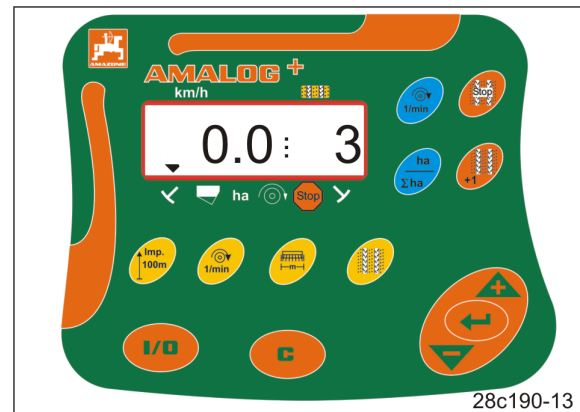 AMAZONE
AMALOG+
km/h
0.0 3
ha
Stop
1/min
Stop
ha
Σha
+1
Imp.
100m
1/min
m
I/O
C
28c190-13